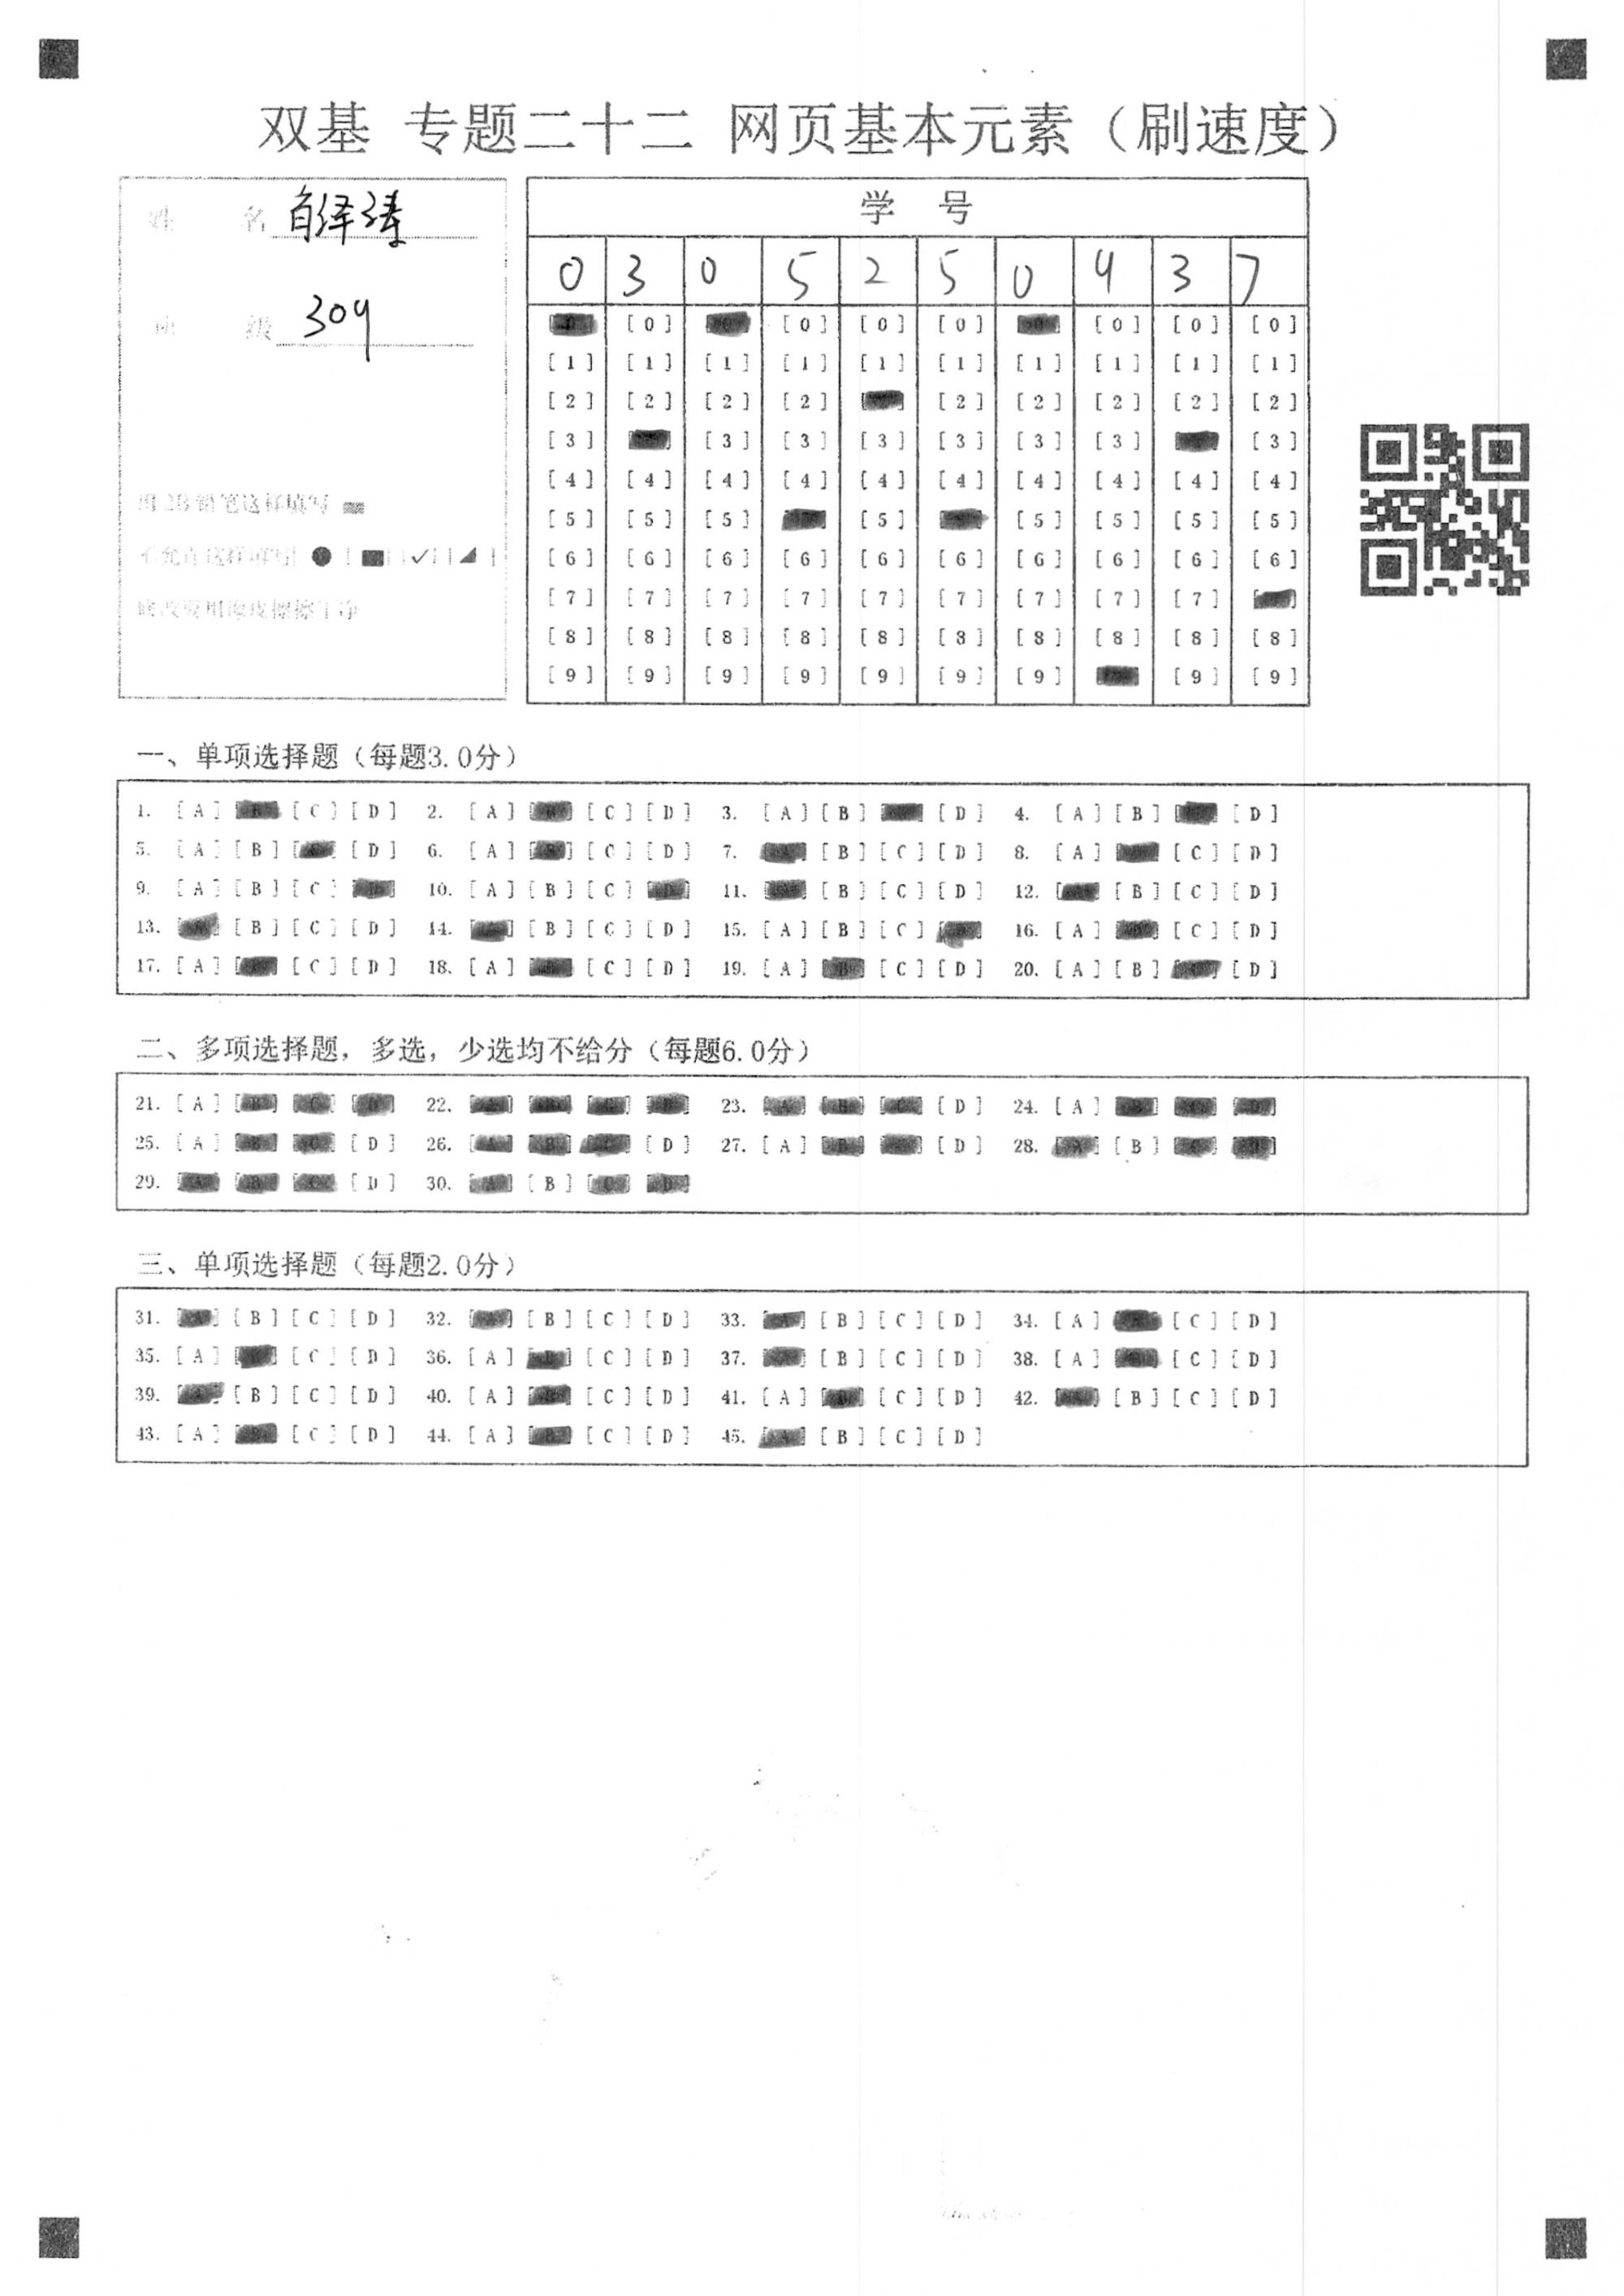 双基 专题二十二 网页基本元素（刷速度）
姓 名 肖泽涛
班 级 309
用2B铅笔这样填写
不允许这样填写
修改要用橡皮擦擦干净
学 号
0 3 0 5 2 5 0 9 3 7
[0] [0] [0] [0] [0] [0] [0]
[1] [1] [1] [1] [1] [1] [1] [1] [1] [1]
[2] [2] [2] [2] [2] [2] [2] [2] [2]
[3] [3] [3] [3] [3] [3] [3] [3]
[4] [4] [4] [4] [4] [4] [4] [4] [4] [4]
[5] [5] [5] [5] [5] [5] [5] [5]
[6] [6] [6] [6] [6] [6] [6] [6] [6] [6]
[7] [7] [7] [7] [7] [7] [7] [7] [7]
[8] [8] [8] [8] [8] [8] [8] [8] [8] [8]
[9] [9] [9] [9] [9] [9] [9] [9] [9]
一、单项选择题（每题3.0分）
1. [A] [C] [D] 2. [A] [C] [D] 3. [A] [B] [D] 4. [A] [B] [D]
5. [A] [B] [D] 6. [A] [C] [D] 7. [B] [C] [D] 8. [A] [C] [D]
9. [A] [B] [C] 10. [A] [B] [C] 11. [B] [C] [D] 12. [B] [C] [D]
13. [B] [C] [D] 14. [B] [C] [D] 15. [A] [B] [C] 16. [A] [C] [D]
17. [A] [C] [D] 18. [A] [C] [D] 19. [A] [C] [D] 20. [A] [B] [D]
二、多项选择题，多选，少选均不给分（每题6.0分）
21. [A] 22. 23. [D] 24. [A]
25. [A] [D] 26. [D] 27. [A] [D] 28. [B]
29. [D] 30. [B]
三、单项选择题（每题2.0分）
31. [B] [C] [D] 32. [B] [C] [D] 33. [B] [C] [D] 34. [A] [C] [D]
35. [A] [C] [D] 36. [A] [C] [D] 37. [B] [C] [D] 38. [A] [C] [D]
39. [B] [C] [D] 40. [A] [C] [D] 41. [A] [C] [D] 42. [B] [C] [D]
43. [A] [C] [D] 44. [A] [C] [D] 45. [B] [C] [D]